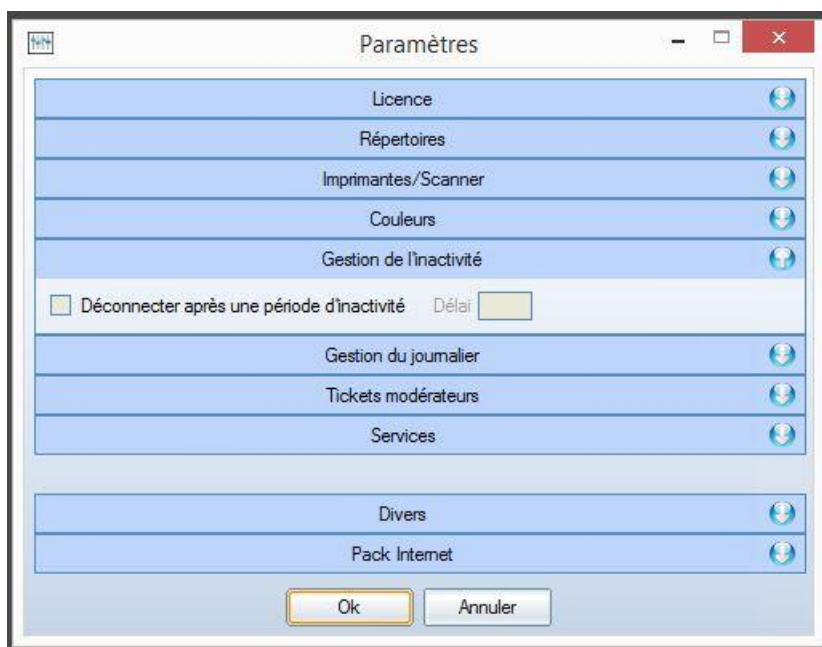 Paramètres
Licence
Répertoires
Imprimantes/Scanner
Couleurs
Gestion de l'inactivité
Déconnecter après une période d'inactivité Délai
Gestion du journalier
Tickets modérateurs
Services
Divers
Pack Internet
Ok Annuler